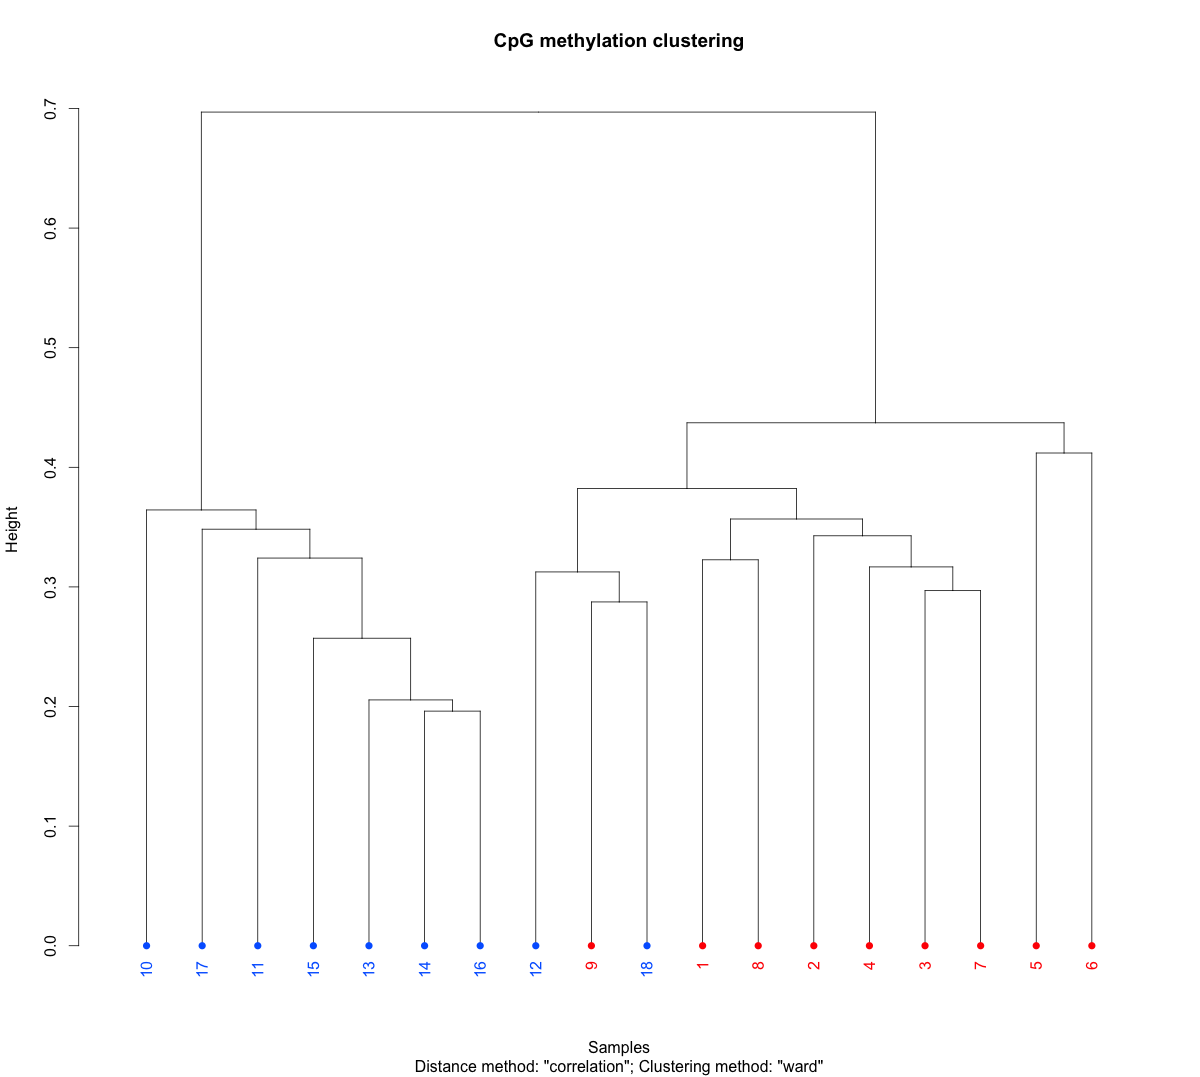 CpG methylation clustering
0.7
0.6
0.5
0.4
0.3
0.2
0.1
0.0
Height
10 17 11 15 13 14 16 12 9 18 1 8 2 4 3 7 5 6
Samples
Distance method: "correlation"; Clustering method: "ward"